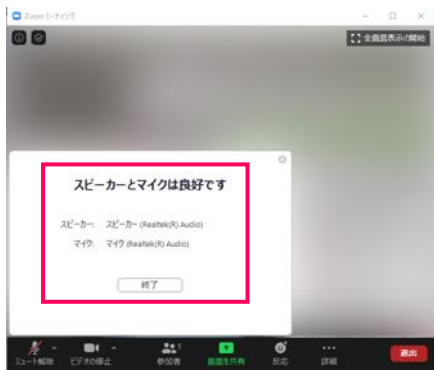 Zoom ミーティング
全画面表示の開始
スピーカーとマイクは良好です
スピーカー: スピーカー (Realtek(R) Audio)
マイク: マイク (Realtek(R) Audio)
終了
ミュート解除 ビデオの停止 参加者 1 画面を共有 反応 詳細 退出